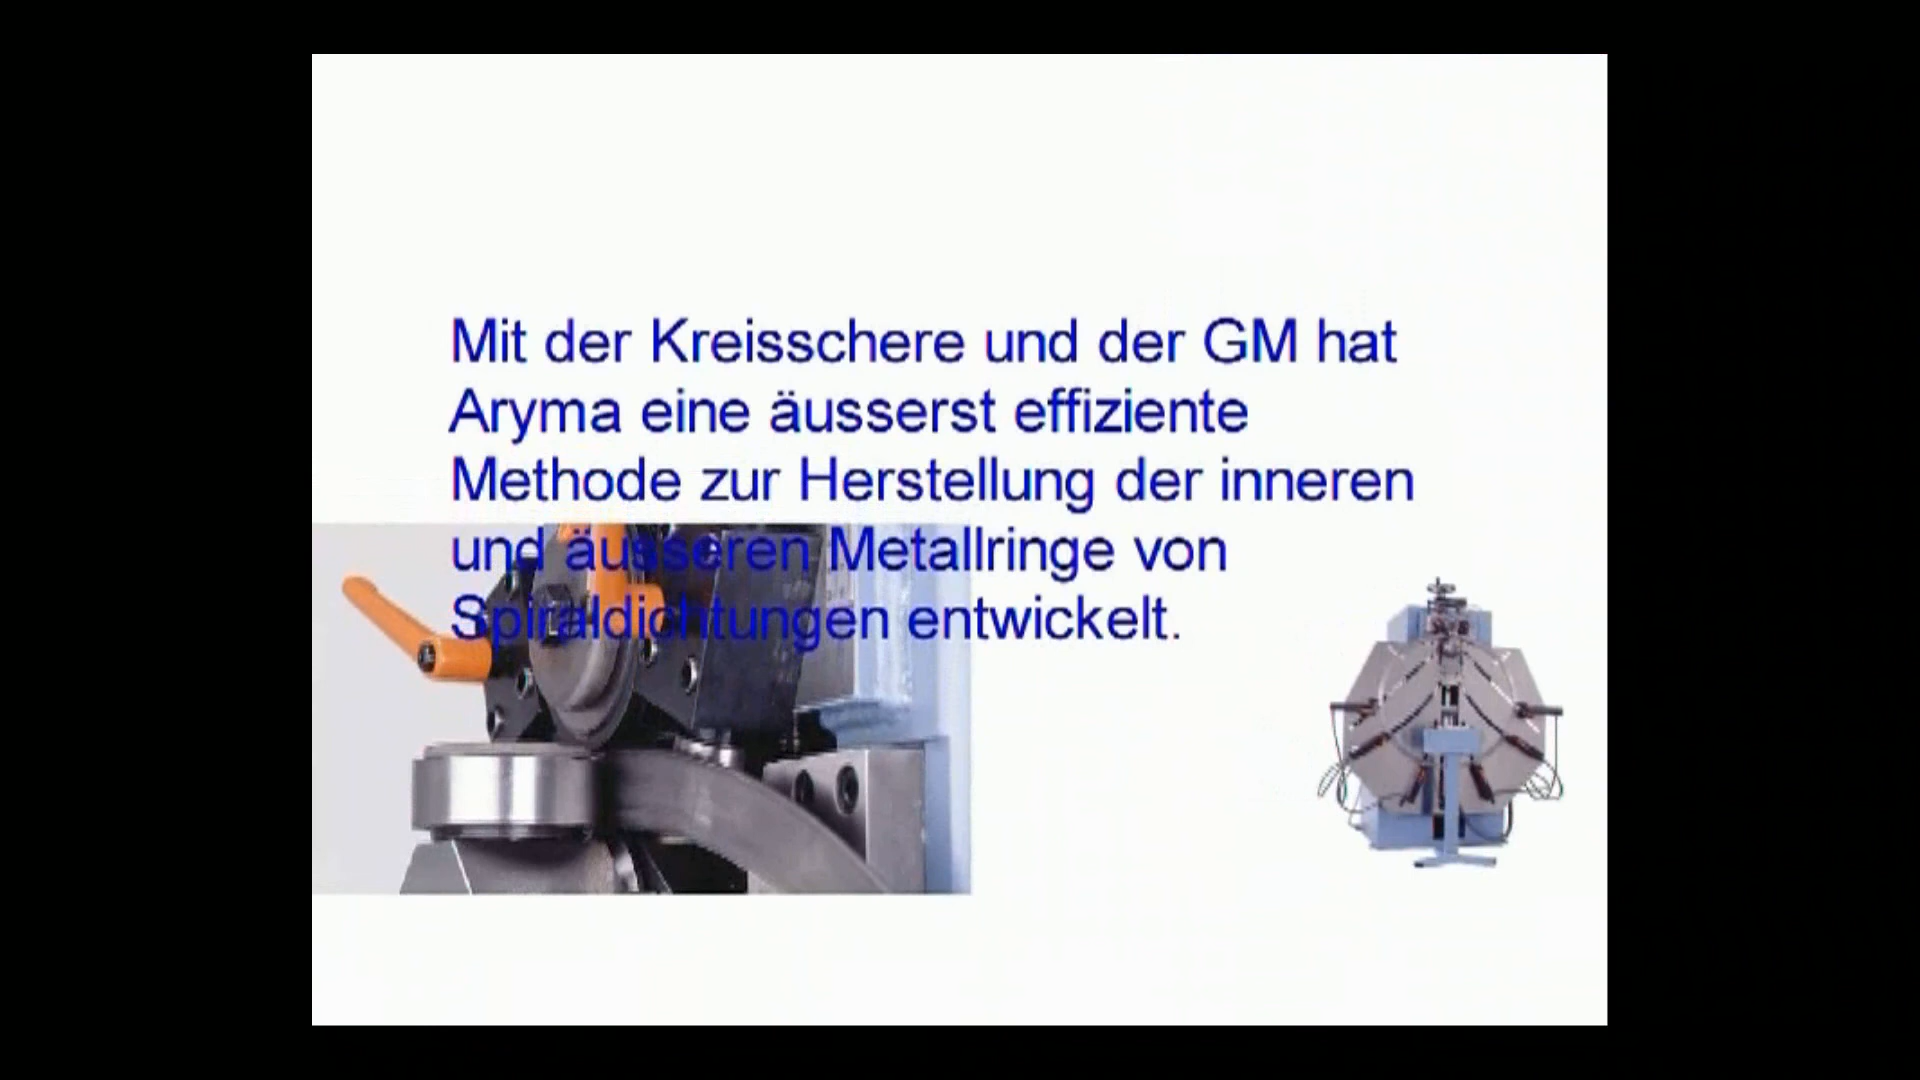 Mit der Kreisschere und der GM hat
Aryma eine äusserst effiziente
Methode zur Herstellung der inneren
und äusseren Metallringe von
Spiraldichtungen entwickelt.